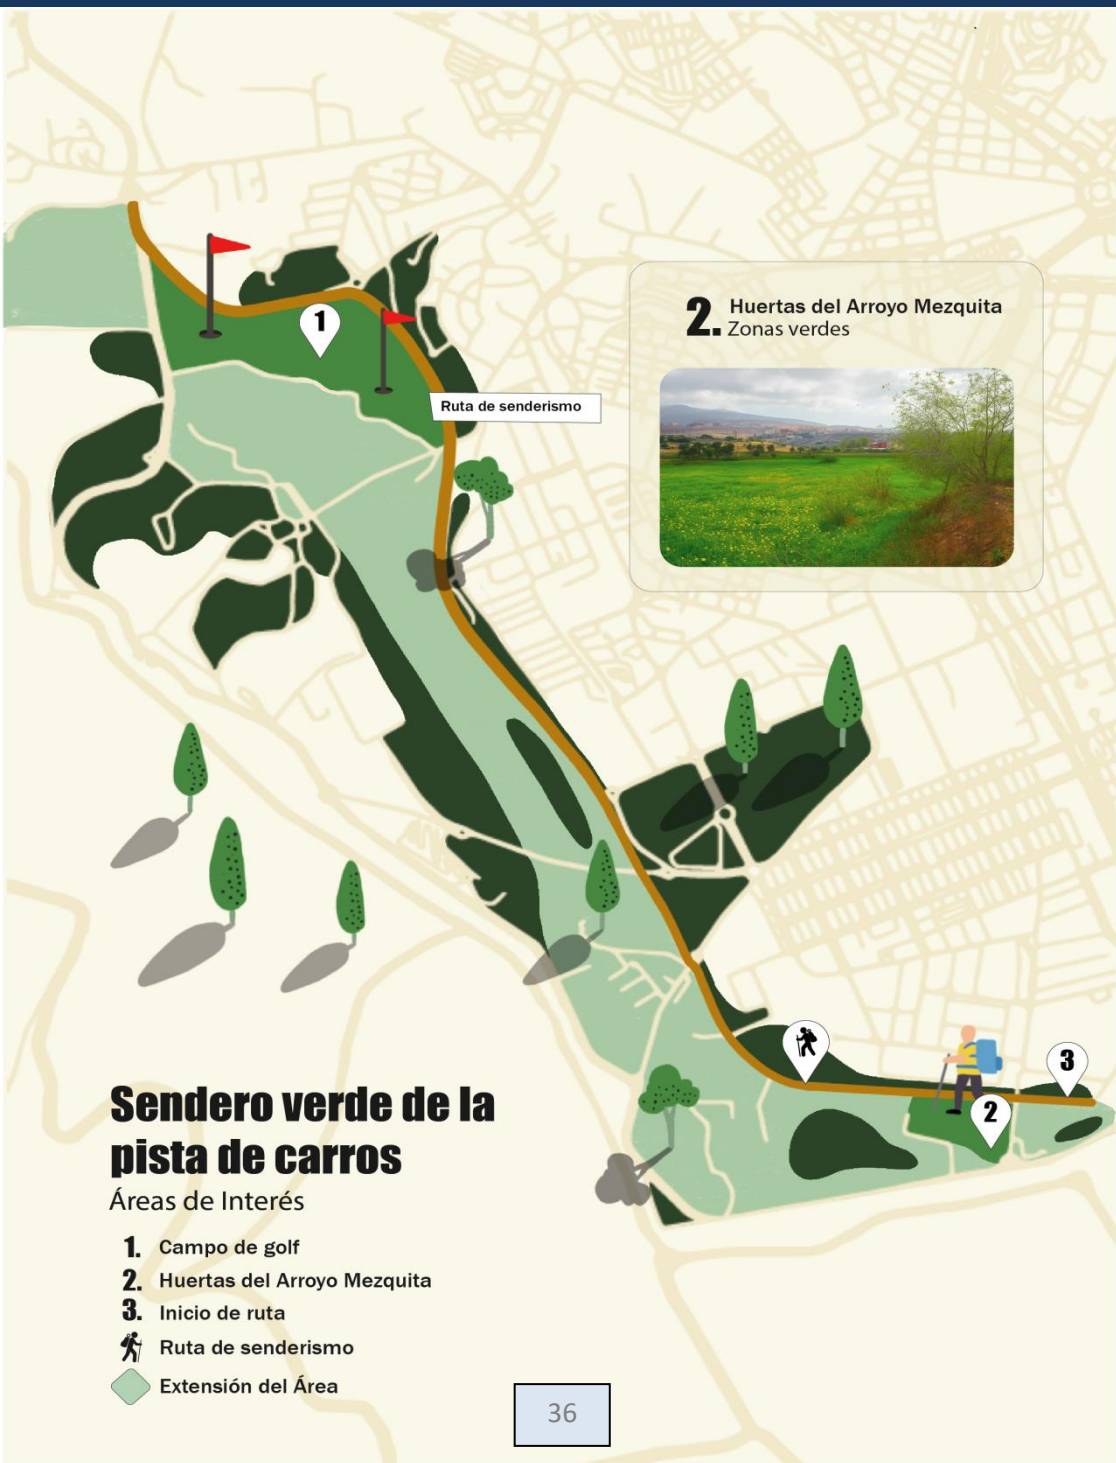 1
2. Huertas del Arroyo Mezquita
Zonas verdes
Ruta de senderismo
3
2
Sendero verde de la
pista de carros
Áreas de Interés
1. Campo de golf
2. Huertas del Arroyo Mezquita
3. Inicio de ruta
Ruta de senderismo
Extensión del Área
36